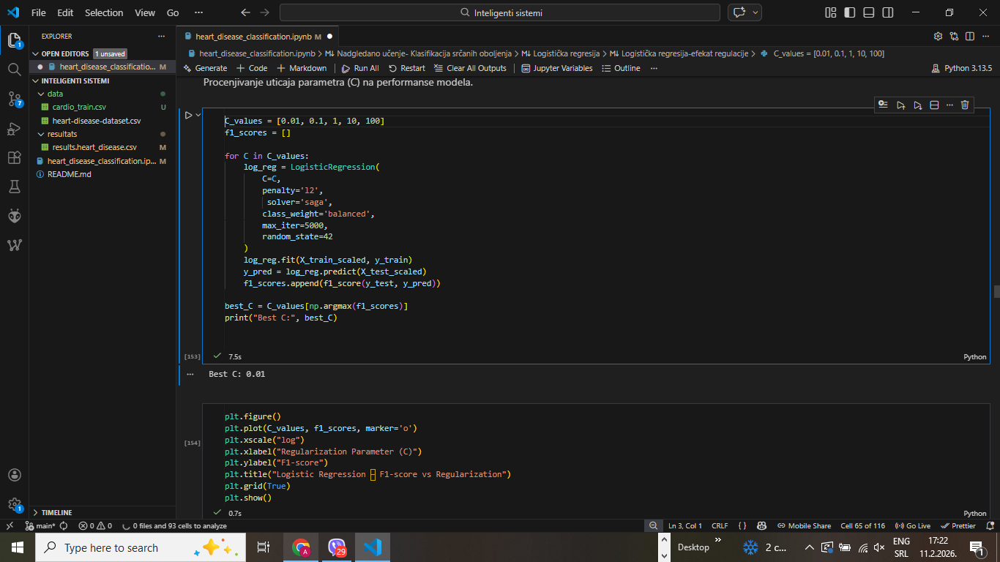 File Edit Selection View Go ··· Inteligenti sistemi
EXPLORER ···
OPEN EDITORS 1 unsaved
heart_disease_classificatio... M
INTELIGENTI SISTEMI
data
cardio_train.csv U
heart-disease-dataset.csv
resultats
results.heart_disease.csv M
heart_disease_classification.ip... M
README.md
TIMELINE
heart_disease_classification.ipynb M
heart_disease_classification.ipynb > M↓ Nadgledano učenje- Klasifikacija srčanih oboljenja > M↓ Logistička regresija > M↓ Logistička regresija-efekat regulacije > C_values = [0.01, 0.1, 1, 10, 100]
Generate + Code + Markdown Run All Restart Clear All Outputs Jupyter Variables Outline ··· Python 3.13.5
Procenjivanje uticaja parametra (C) na performanse modela.
C_values = [0.01, 0.1, 1, 10, 100]
f1_scores = []
for C in C_values:
log_reg = LogisticRegression(
C=C,
penalty='l2',
solver='saga',
class_weight='balanced',
max_iter=5000,
random_state=42
)
log_reg.fit(X_train_scaled, y_train)
y_pred = log_reg.predict(X_test_scaled)
f1_scores.append(f1_score(y_test, y_pred))
best_C = C_values[np.argmax(f1_scores)]
print("Best C:", best_C)
[153] 7.5s Python
Best C: 0.01
plt.figure()
plt.plot(C_values, f1_scores, marker='o')
plt.xscale("log")
plt.xlabel("Regularization Parameter (C)")
plt.ylabel("F1-score")
plt.title("Logistic Regression – F1-score vs Regularization")
plt.grid(True)
plt.show()
[154] 0.7s Python
main* 0 0 0 files and 93 cells to analyze Ln 3, Col 1 CRLF { } Mobile Share Cell 65 of 116 Go Live Prettier
Type here to search 29 Desktop 2 c... ENG SRL 17:22 11.2.2026. 1